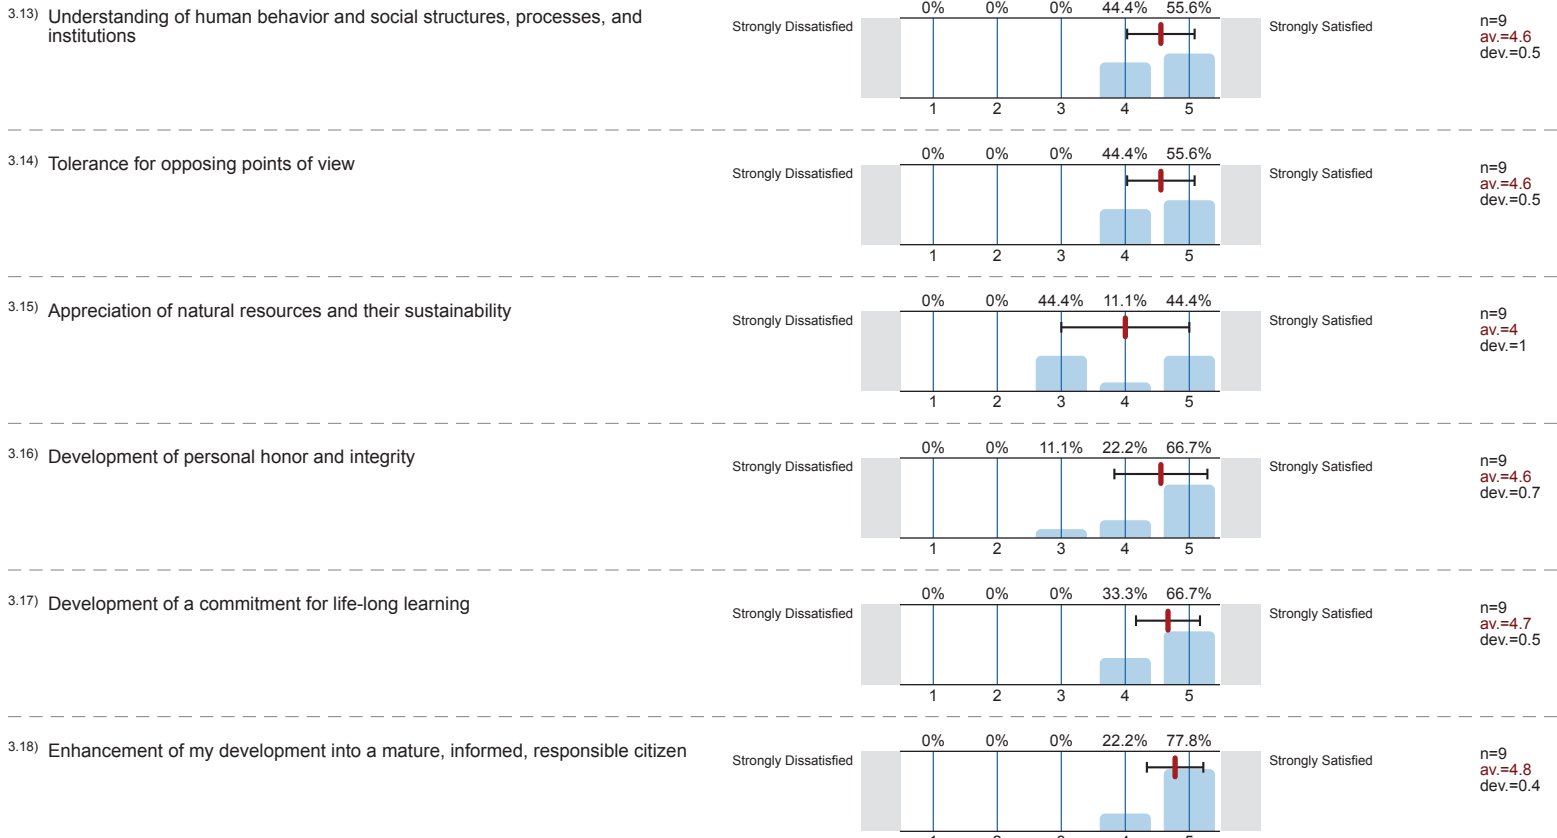 3.13) Understanding of human behavior and social structures, processes, and
institutions
Strongly Dissatisfied
0% 0% 0% 44.4% 55.6%
1 2 3 4 5
Strongly Satisfied
n=9
av.=4.6
dev.=0.5
3.14) Tolerance for opposing points of view
Strongly Dissatisfied
0% 0% 0% 44.4% 55.6%
1 2 3 4 5
Strongly Satisfied
n=9
av.=4.6
dev.=0.5
3.15) Appreciation of natural resources and their sustainability
Strongly Dissatisfied
0% 0% 44.4% 11.1% 44.4%
1 2 3 4 5
Strongly Satisfied
n=9
av.=4
dev.=1
3.16) Development of personal honor and integrity
Strongly Dissatisfied
0% 0% 11.1% 22.2% 66.7%
1 2 3 4 5
Strongly Satisfied
n=9
av.=4.6
dev.=0.7
3.17) Development of a commitment for life-long learning
Strongly Dissatisfied
0% 0% 0% 33.3% 66.7%
1 2 3 4 5
Strongly Satisfied
n=9
av.=4.7
dev.=0.5
3.18) Enhancement of my development into a mature, informed, responsible citizen
Strongly Dissatisfied
0% 0% 0% 22.2% 77.8%
Strongly Satisfied
n=9
av.=4.8
dev.=0.4